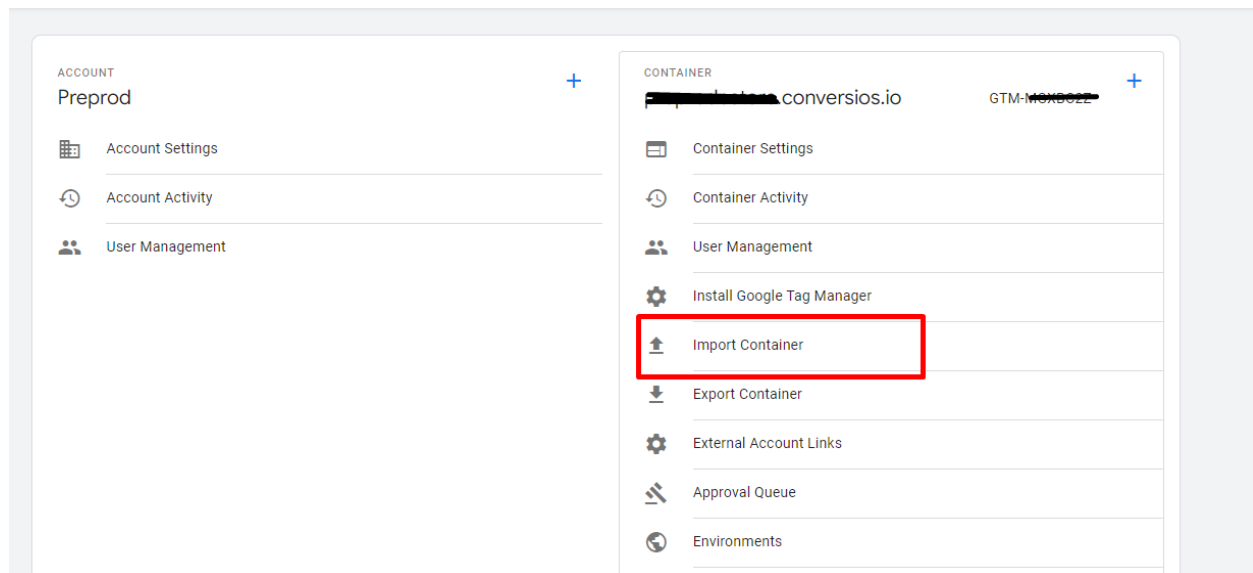 ACCOUNT
Preprod
Account Settings
Account Activity
User Management
CONTAINER
.conversios.io
GTM-
Container Settings
Container Activity
User Management
Install Google Tag Manager
Import Container
Export Container
External Account Links
Approval Queue
Environments